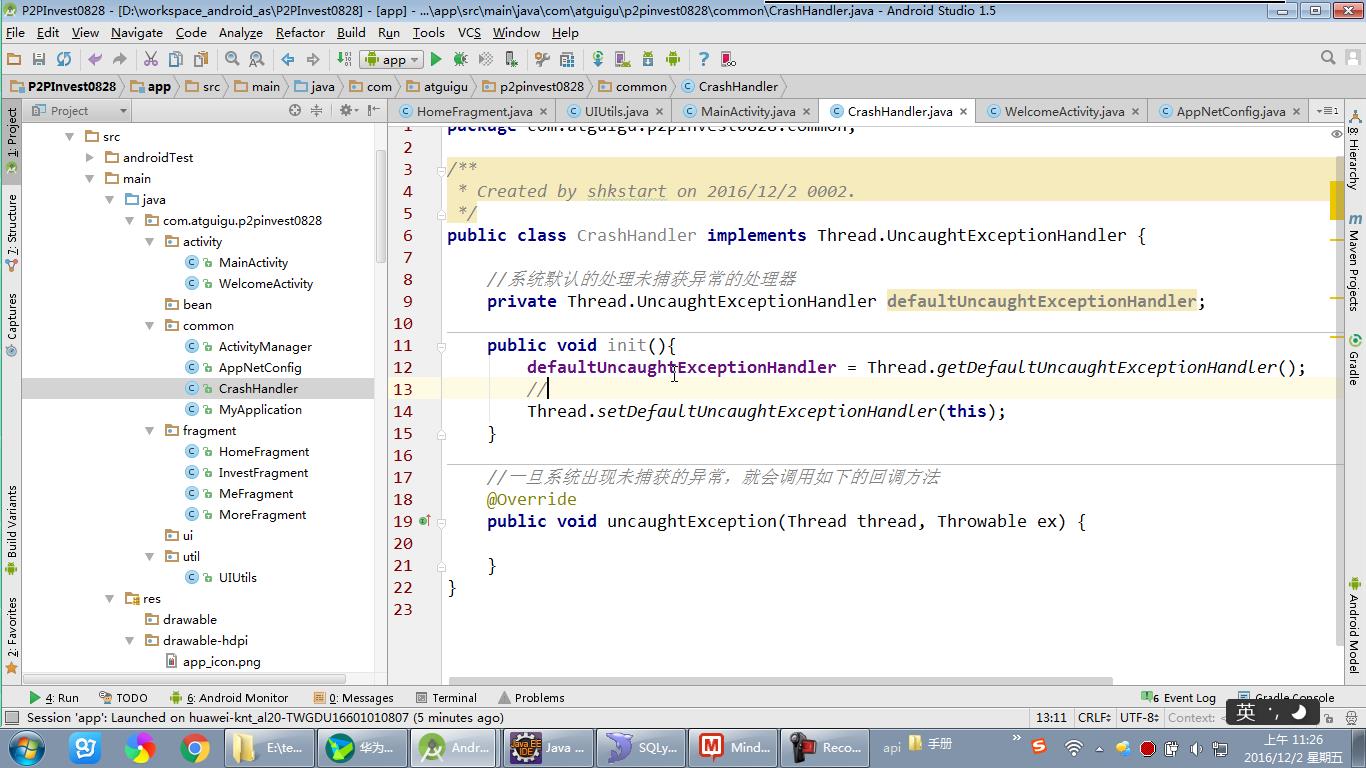 P2PInvest0828 - [D:\workspace_android_as\P2PInvest0828] - [app] - ...\app\src\main\java\com\atguigu\p2pinvest0828\common\CrashHandler.java - Android Studio 1.5
File Edit View Navigate Code Analyze Refactor Build Run Tools VCS Window Help
app
P2PInvest0828 app src main java com atguigu p2pinvest0828 common CrashHandler
Project
HomeFragment.java UIUtils.java MainActivity.java CrashHandler.java WelcomeActivity.java AppNetConfig.java
1: Project
7: Structure
Captures
Build Variants
2: Favorites
src
androidTest
main
java
com.atguigu.p2pinvest0828
activity
MainActivity
WelcomeActivity
bean
common
ActivityManager
AppNetConfig
CrashHandler
MyApplication
fragment
HomeFragment
InvestFragment
MeFragment
MoreFragment
ui
util
UIUtils
res
drawable
drawable-hdpi
app_icon.png
1 package com.atguigu.p2pinvest0828.common;
2
3 /**
4 * Created by shkstart on 2016/12/2 0002.
5 */
6 public class CrashHandler implements Thread.UncaughtExceptionHandler {
7
8 //系统默认的处理未捕获异常的处理器
9 private Thread.UncaughtExceptionHandler defaultUncaughtExceptionHandler;
10
11 public void init(){
12 defaultUncaughtExceptionHandler = Thread.getDefaultUncaughtExceptionHandler();
13 //
14 Thread.setDefaultUncaughtExceptionHandler(this);
15 }
16
17 //一旦系统出现未捕获的异常，就会调用如下的回调方法
18 @Override
19 public void uncaughtException(Thread thread, Throwable ex) {
20
21 }
22 }
23
8: Hierarchy
m Maven Projects
Gradle
Android Model
4: Run TODO 6: Android Monitor 0: Messages Terminal Problems 6 Event Log Gradle Console
Session 'app': Launched on huawei-knt_al20-TWGDU16601010807 (5 minutes ago) 13:11 CRLF UTF-8 Context:
英
E\te... 华为... Andr... Java ... SQLy... Mind... Reco... api 手册
上午 11:26
2016/12/2 星期五